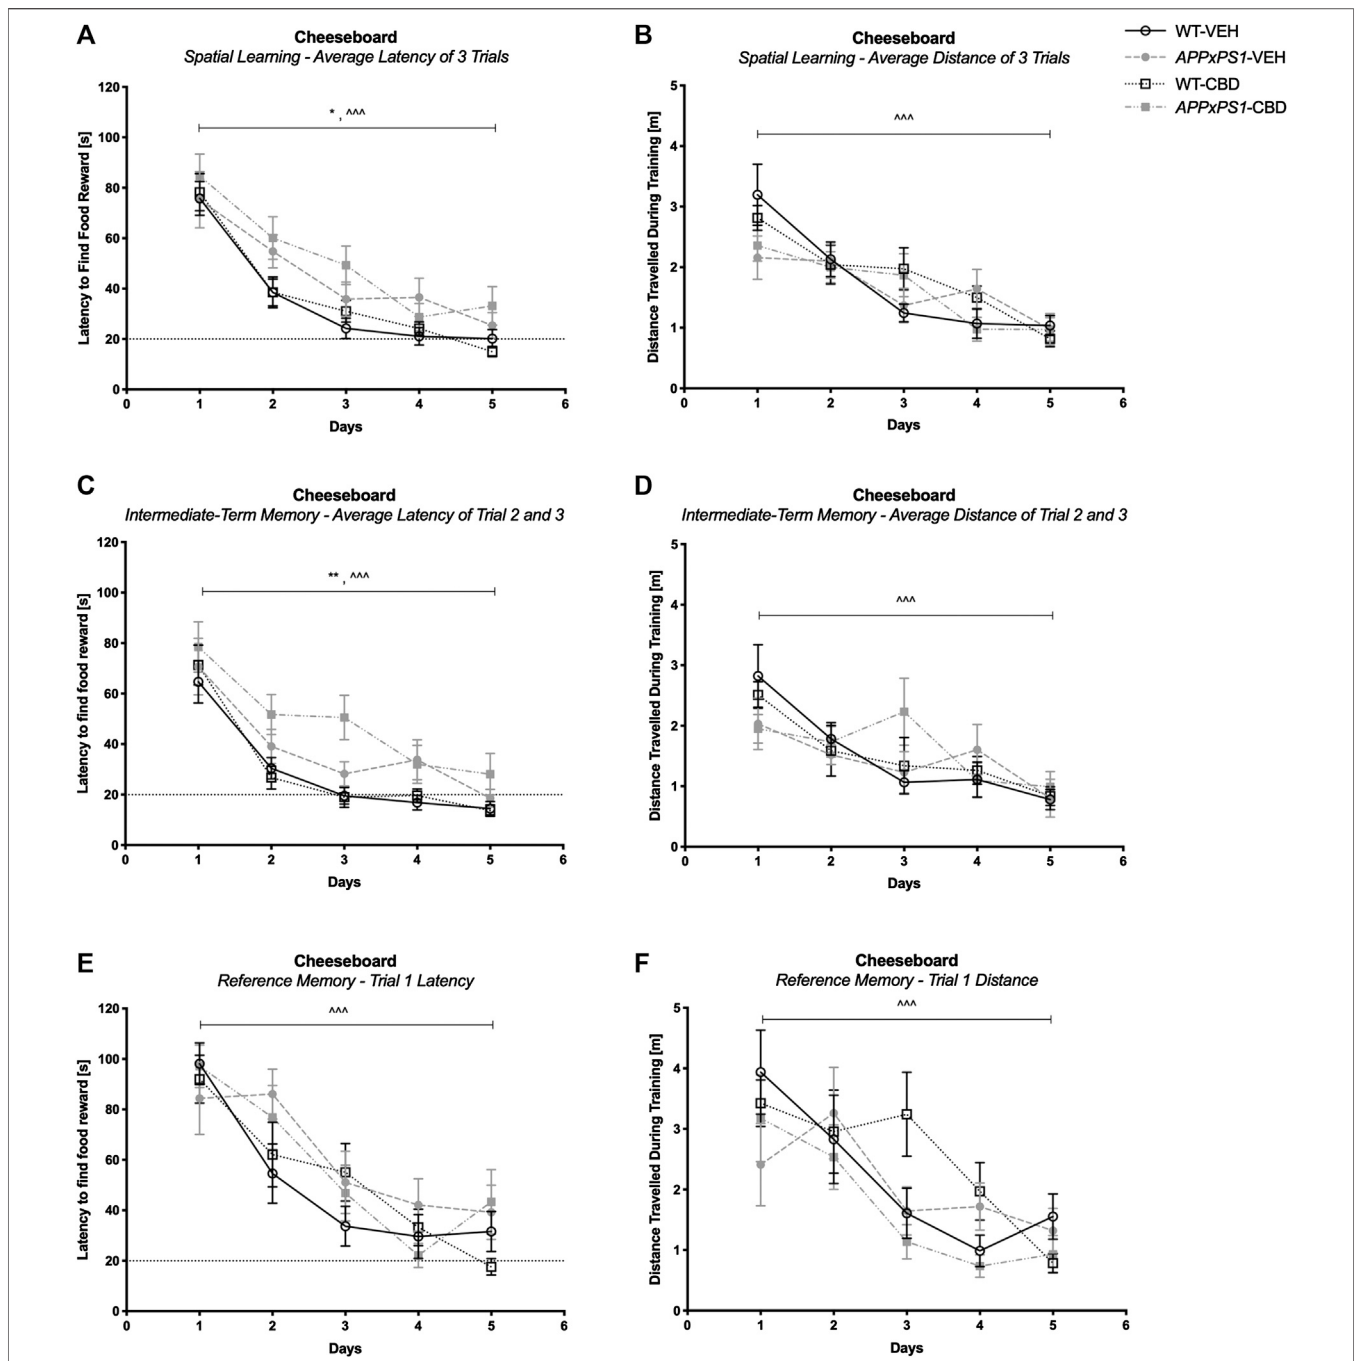 A
Cheeseboard
Spatial Learning - Average Latency of 3 Trials
* , ^^^
Latency to Find Food Reward [s]
120
100
80
60
40
20
0
0 1 2 3 4 5 6
Days
B
Cheeseboard
Spatial Learning - Average Distance of 3 Trials
^^^
Distance Travelled During Training [m]
5
4
3
2
1
0
0 1 2 3 4 5 6
Days
WT-VEH
APPxPS1-VEH
WT-CBD
APPxPS1-CBD
C
Cheeseboard
Intermediate-Term Memory - Average Latency of Trial 2 and 3
** , ^^^
Latency to find food reward [s]
120
100
80
60
40
20
0
0 1 2 3 4 5 6
Days
D
Cheeseboard
Intermediate-Term Memory - Average Distance of Trial 2 and 3
^^^
Distance Travelled During Training [m]
5
4
3
2
1
0
0 1 2 3 4 5 6
Days
E
Cheeseboard
Reference Memory - Trial 1 Latency
^^^
Latency to find food reward [s]
120
100
80
60
40
20
0
0 1 2 3 4 5 6
Days
F
Cheeseboard
Reference Memory - Trial 1 Distance
^^^
Distance Travelled During Training [m]
5
4
3
2
1
0
0 1 2 3 4 5 6
Days